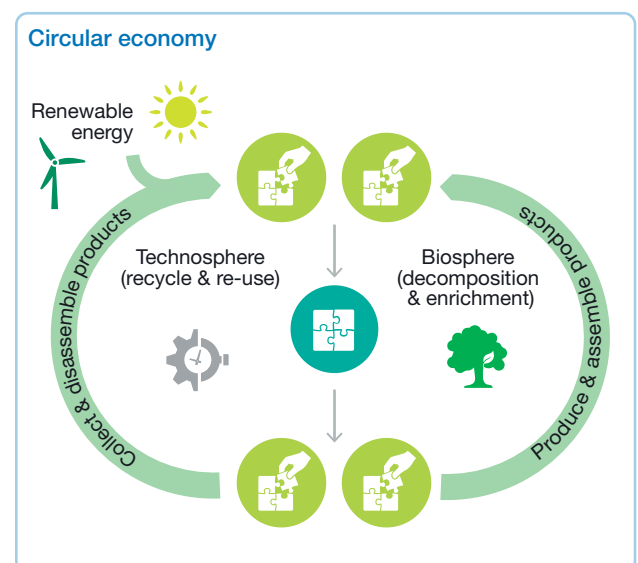 Circular economy
Renewable
energy
Collect & disassemble products
Technosphere
(recycle & re-use)
Biosphere
(decomposition
& enrichment)
Produce & assemble products